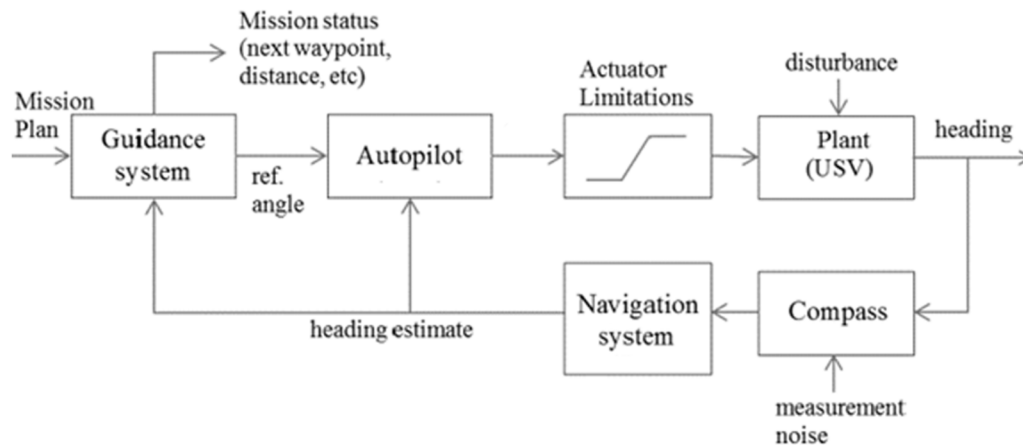 Mission status
(next waypoint,
distance, etc)
Mission
Plan
Guidance
system
ref.
angle
Autopilot
Actuator
Limitations
disturbance
Plant
(USV)
heading
heading estimate
Navigation
system
Compass
measurement
noise